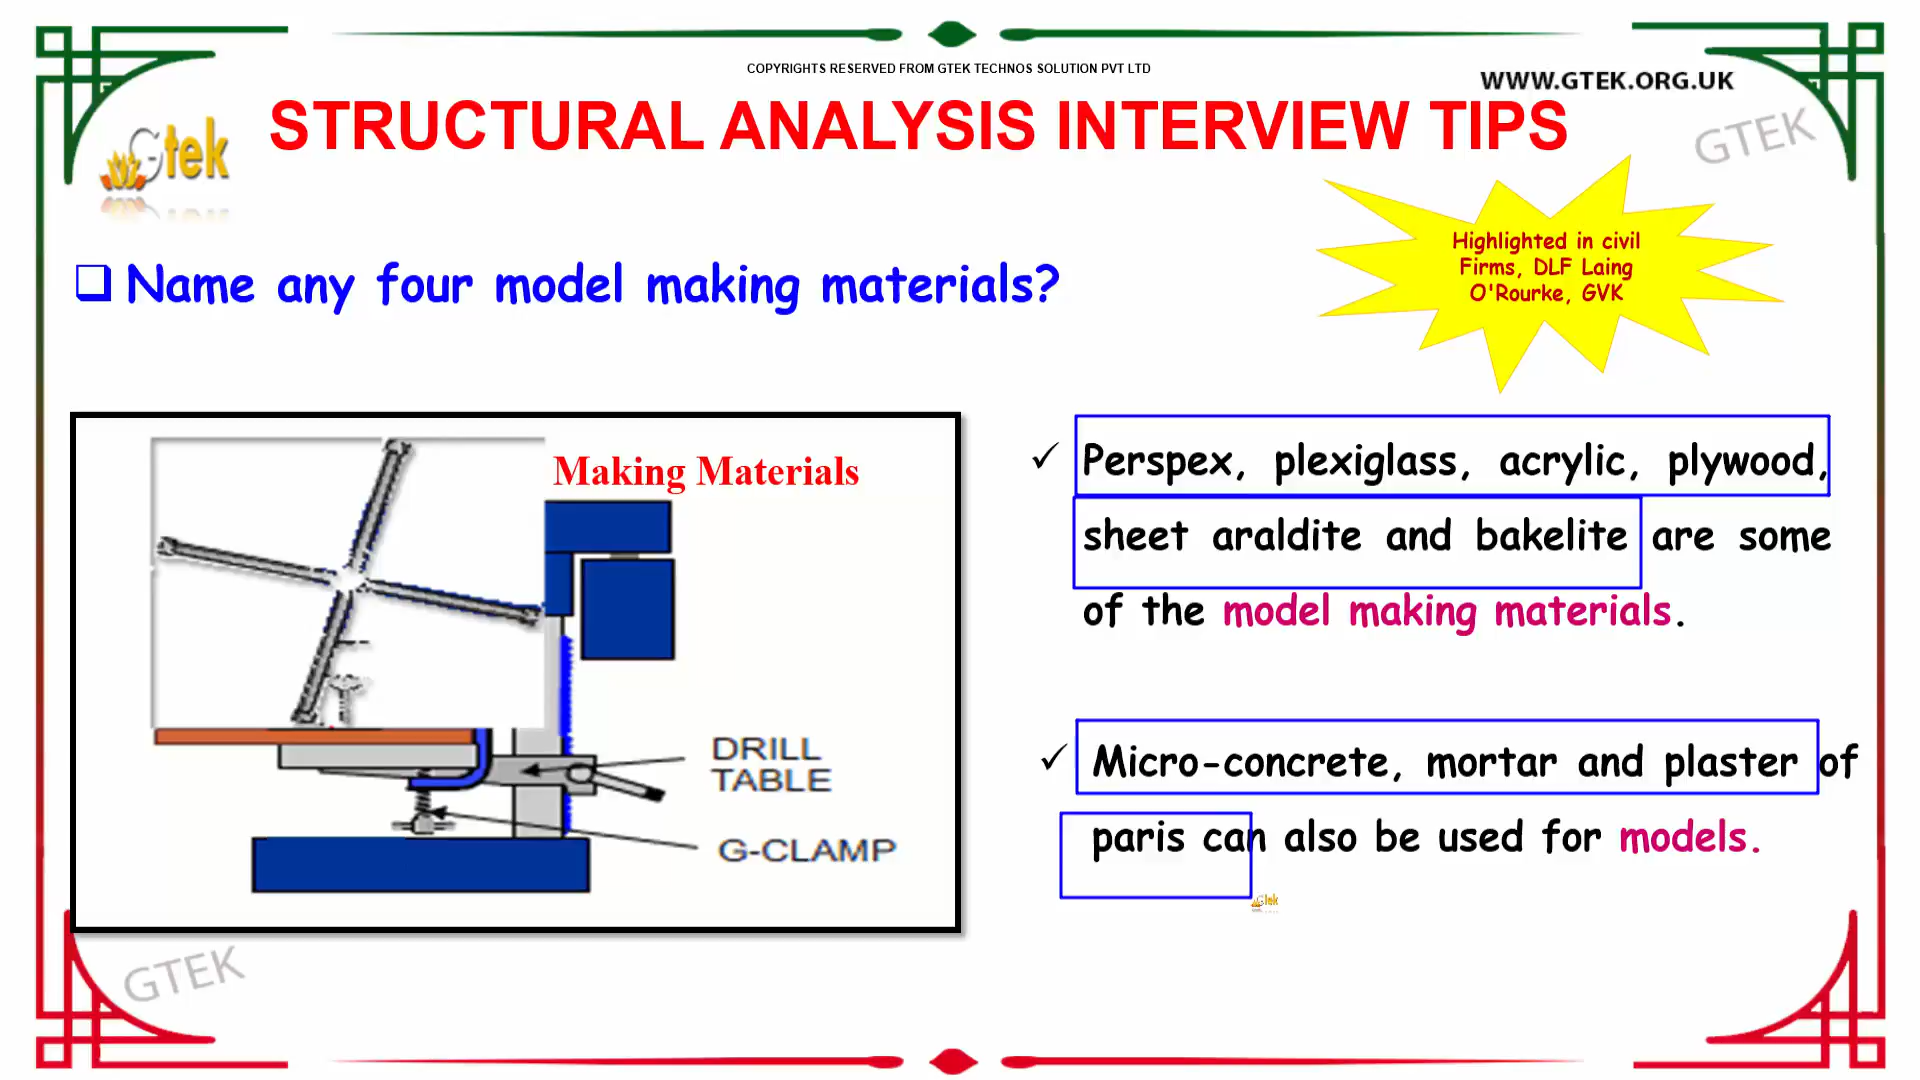 COPYRIGHTS RESERVED FROM GTEK TECHNOS SOLUTION PVT LTD
WWW.GTEK.ORG.UK
STRUCTURAL ANALYSIS INTERVIEW TIPS
GTEK
Gtek
Highlighted in civil
Firms, DLF Laing
O'Rourke, GVK
Name any four model making materials?
Making Materials
DRILL
TABLE
G-CLAMP
Perspex, plexiglass, acrylic, plywood,
sheet araldite and bakelite are some
of the model making materials.
Micro-concrete, mortar and plaster of
paris can also be used for models.
Gtek
GTEK